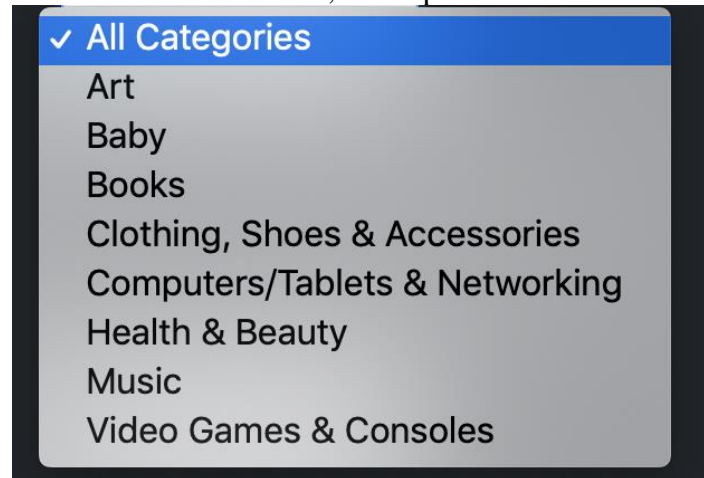 ✓ All Categories
Art
Baby
Books
Clothing, Shoes & Accessories
Computers/Tablets & Networking
Health & Beauty
Music
Video Games & Consoles